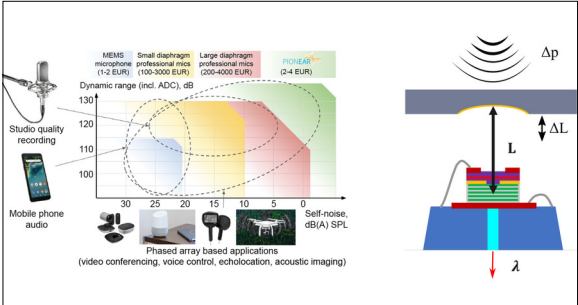 MEMS
microphone
(1-2 EUR)
Small diaphragm
professional mics
(100-3000 EUR)
Large diaphragm
professional mics
(200-4000 EUR)
PIONEAR
(2-4 EUR)
Dynamic range (incl. ADC), dB
130
120
110
100
Studio quality
recording
Mobile phone
audio
30
25
20
15
10
5
0
Self-noise,
dB(A) SPL
Phased array based applications
(video conferencing, voice control, echolocation, acoustic imaging)
Δp
ΔL
L
λ